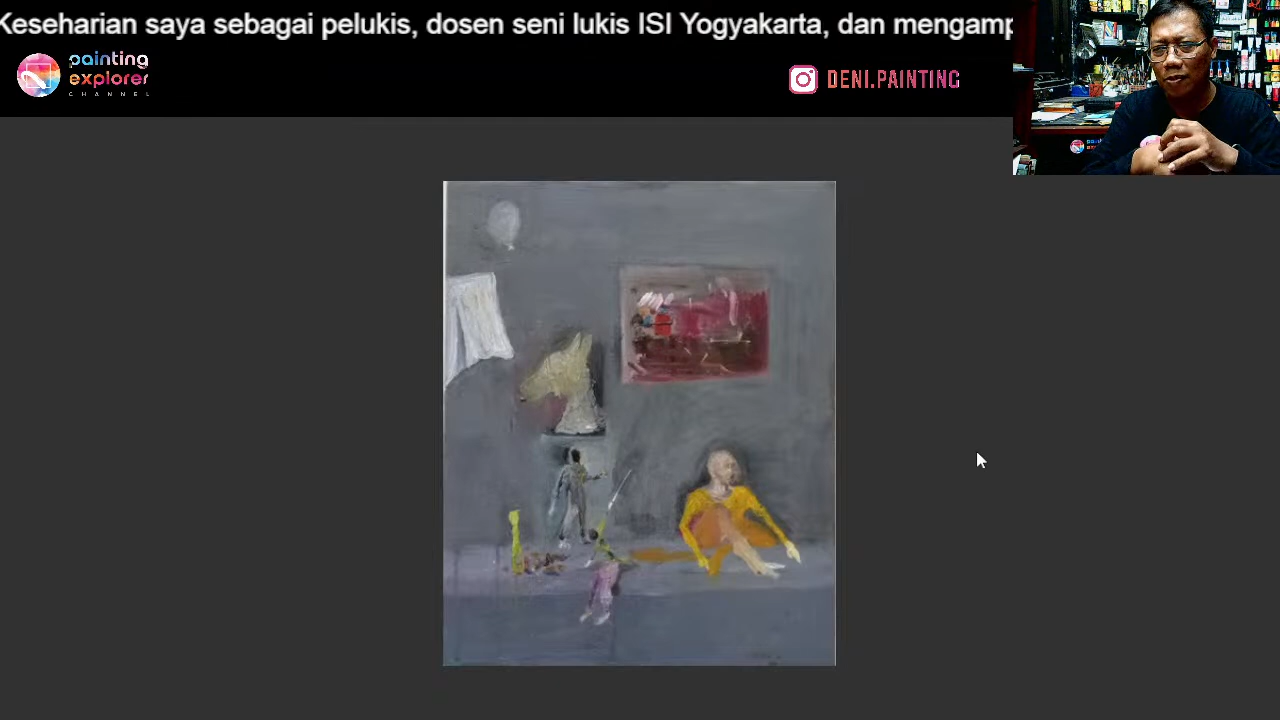 Keseharian saya sebagai pelukis, dosen seni lukis ISI Yogyakarta, dan mengamp
painting
explorer
CHANNEL
DENI.PAINTING